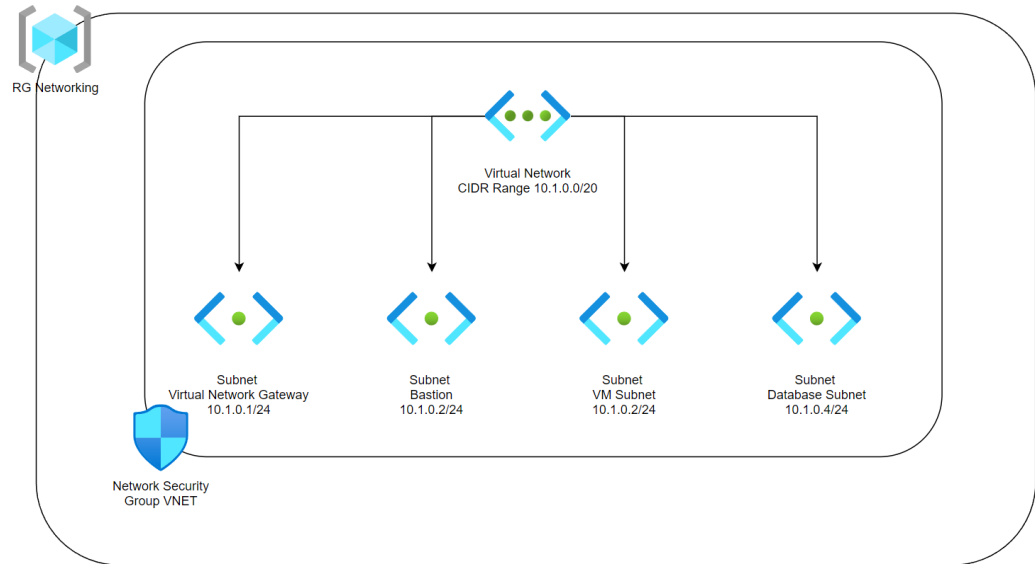 RG Networking
Virtual Network
CIDR Range 10.1.0.0/20
Subnet
Virtual Network Gateway
10.1.0.1/24
Subnet
Bastion
10.1.0.2/24
Subnet
VM Subnet
10.1.0.2/24
Subnet
Database Subnet
10.1.0.4/24
Network Security
Group VNET